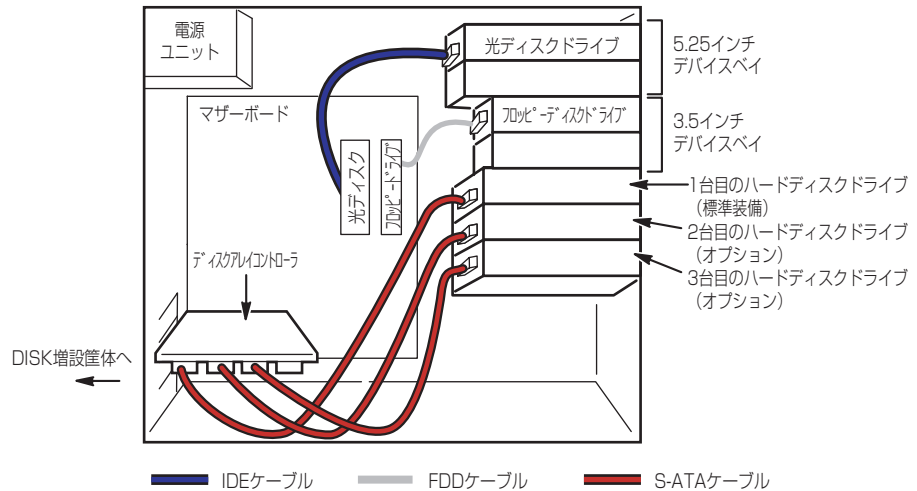 電源
ユニット
光ディスクドライブ
5.25インチ
デバイスベイ
マザーボード
ﾌﾛｯﾋﾟｰﾃﾞｨｽｸﾄﾞﾗｲﾌﾞ
3.5インチ
デバイスベイ
光ディスク
ﾌﾛｯﾋﾟｰﾄﾞﾗｲﾌﾞ
1台目のハードディスクドライブ
（標準装備）
2台目のハードディスクドライブ
（オプション）
3台目のハードディスクドライブ
（オプション）
ﾃﾞｨｽｸｱﾚｲｺﾝﾄﾛｰﾗ
DISK増設筐体へ
IDEケーブル
FDDケーブル
S-ATAケーブル